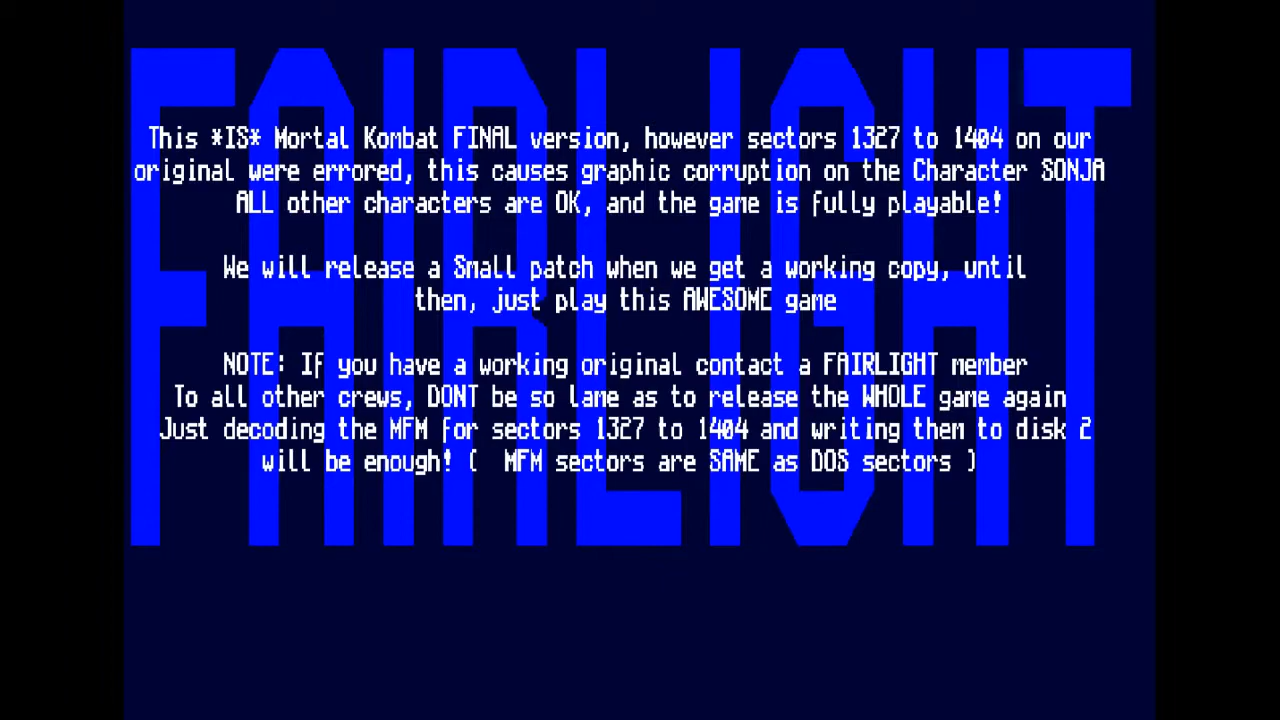 FAIRLIGHT
This *IS* Mortal Kombat FINAL version, however sectors 1327 to 1404 on our
original were errored, this causes graphic corruption on the Character SONJA
ALL other characters are OK, and the game is fully playable!
We will release a Small patch when we get a working copy, until
then, just play this AWESOME game
NOTE: If you have a working original contact a FAIRLIGHT member
To all other crews, DONT be so lame as to release the WHOLE game again
Just decoding the MFM for sectors 1327 to 1404 and writing them to disk 2
will be enough! (  MFM sectors are SAME as DOS sectors )